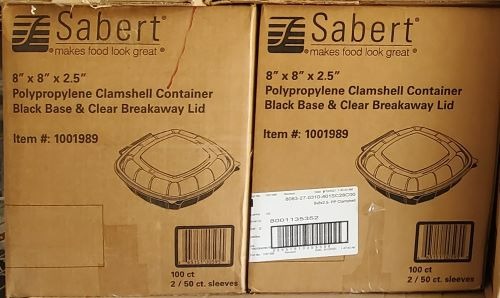 Sabert®
makes food look great®
8" x 8" x 2.5"
Polypropylene Clamshell Container
Black Base & Clear Breakaway Lid
Item #: 1001989
100 ct
2 / 50 ct. sleeves
Sabert®
makes food look great®
8" x 8" x 2.5"
Polypropylene Clamshell Container
Black Base & Clear Breakaway Lid
Item #: 1001989
8001135352
100 ct
2 / 50 ct. sleeves